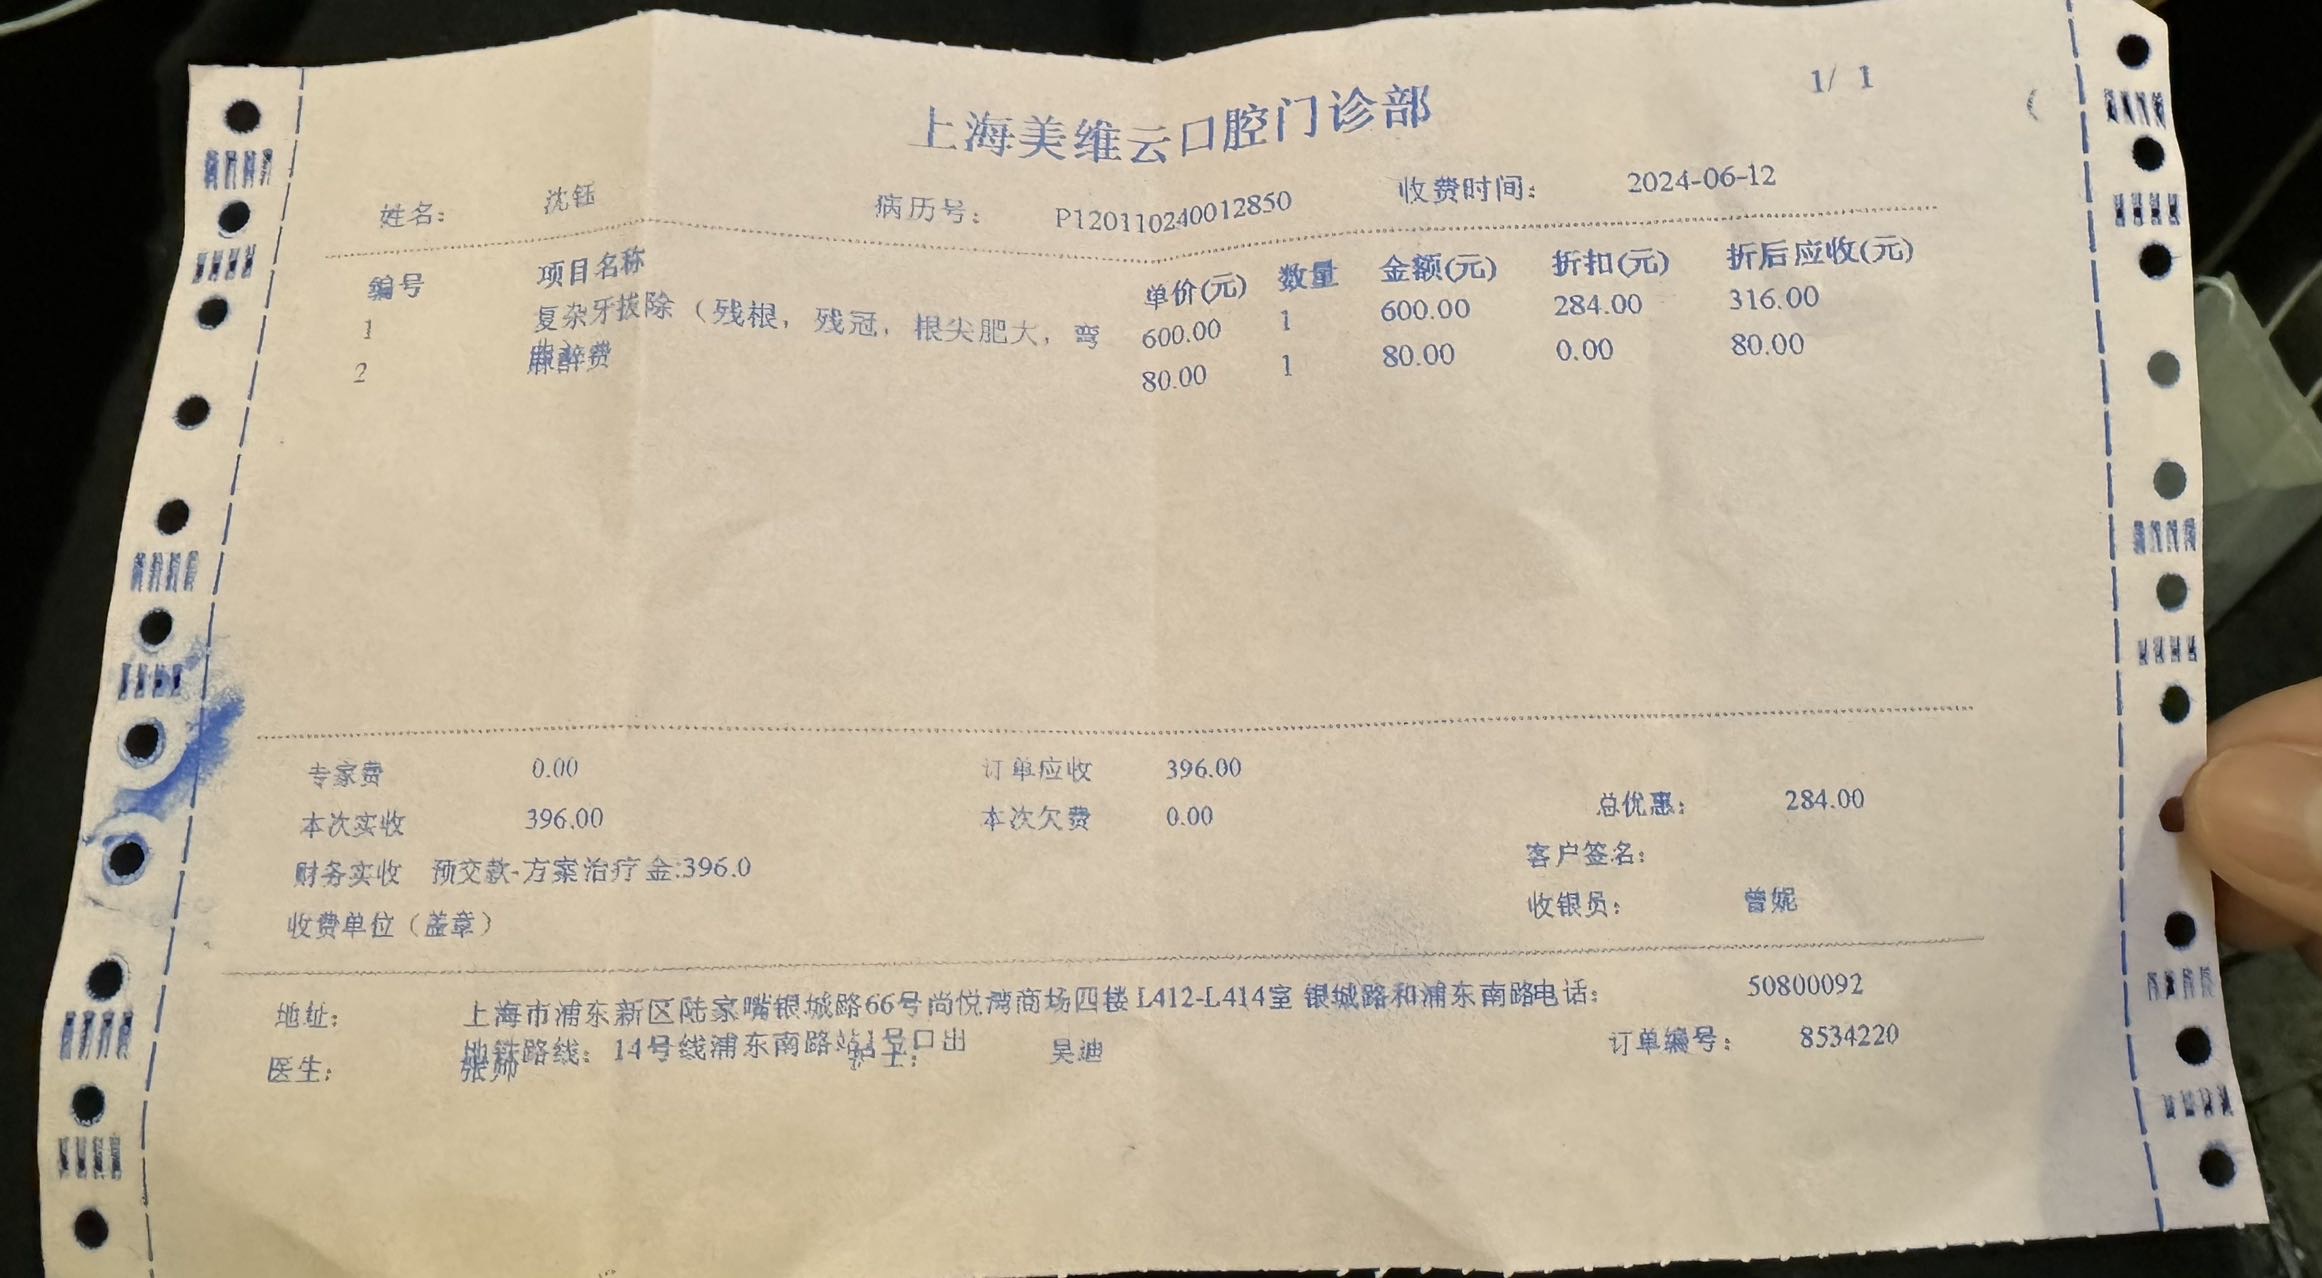 1/ 1
上海美维云口腔门诊部
姓名: 沈钰 病历号: P120110240012850 收费时间: 2024-06-12
编号 项目名称 单价(元) 数量 金额(元) 折扣(元) 折后应收(元)
1 复杂牙拔除（残根，残冠，根尖肥大，弯 600.00 1 600.00 284.00 316.00
2 麻醉费 80.00 1 80.00 0.00 80.00
专家费 0.00 订单应收 396.00
本次实收 396.00 本次欠费 0.00 总优惠: 284.00
财务实收 预交款-方案治疗金:396.0 客户签名:
收费单位（盖章） 收银员: 曾妮
地址: 上海市浦东新区陆家嘴银城路66号尚悦湾商场四楼L412-L414室 银城路和浦东南路电话: 50800092
地铁路线: 14号线浦东南路站1号口出
医生: 护士: 吴迪 订单编号: 8534220